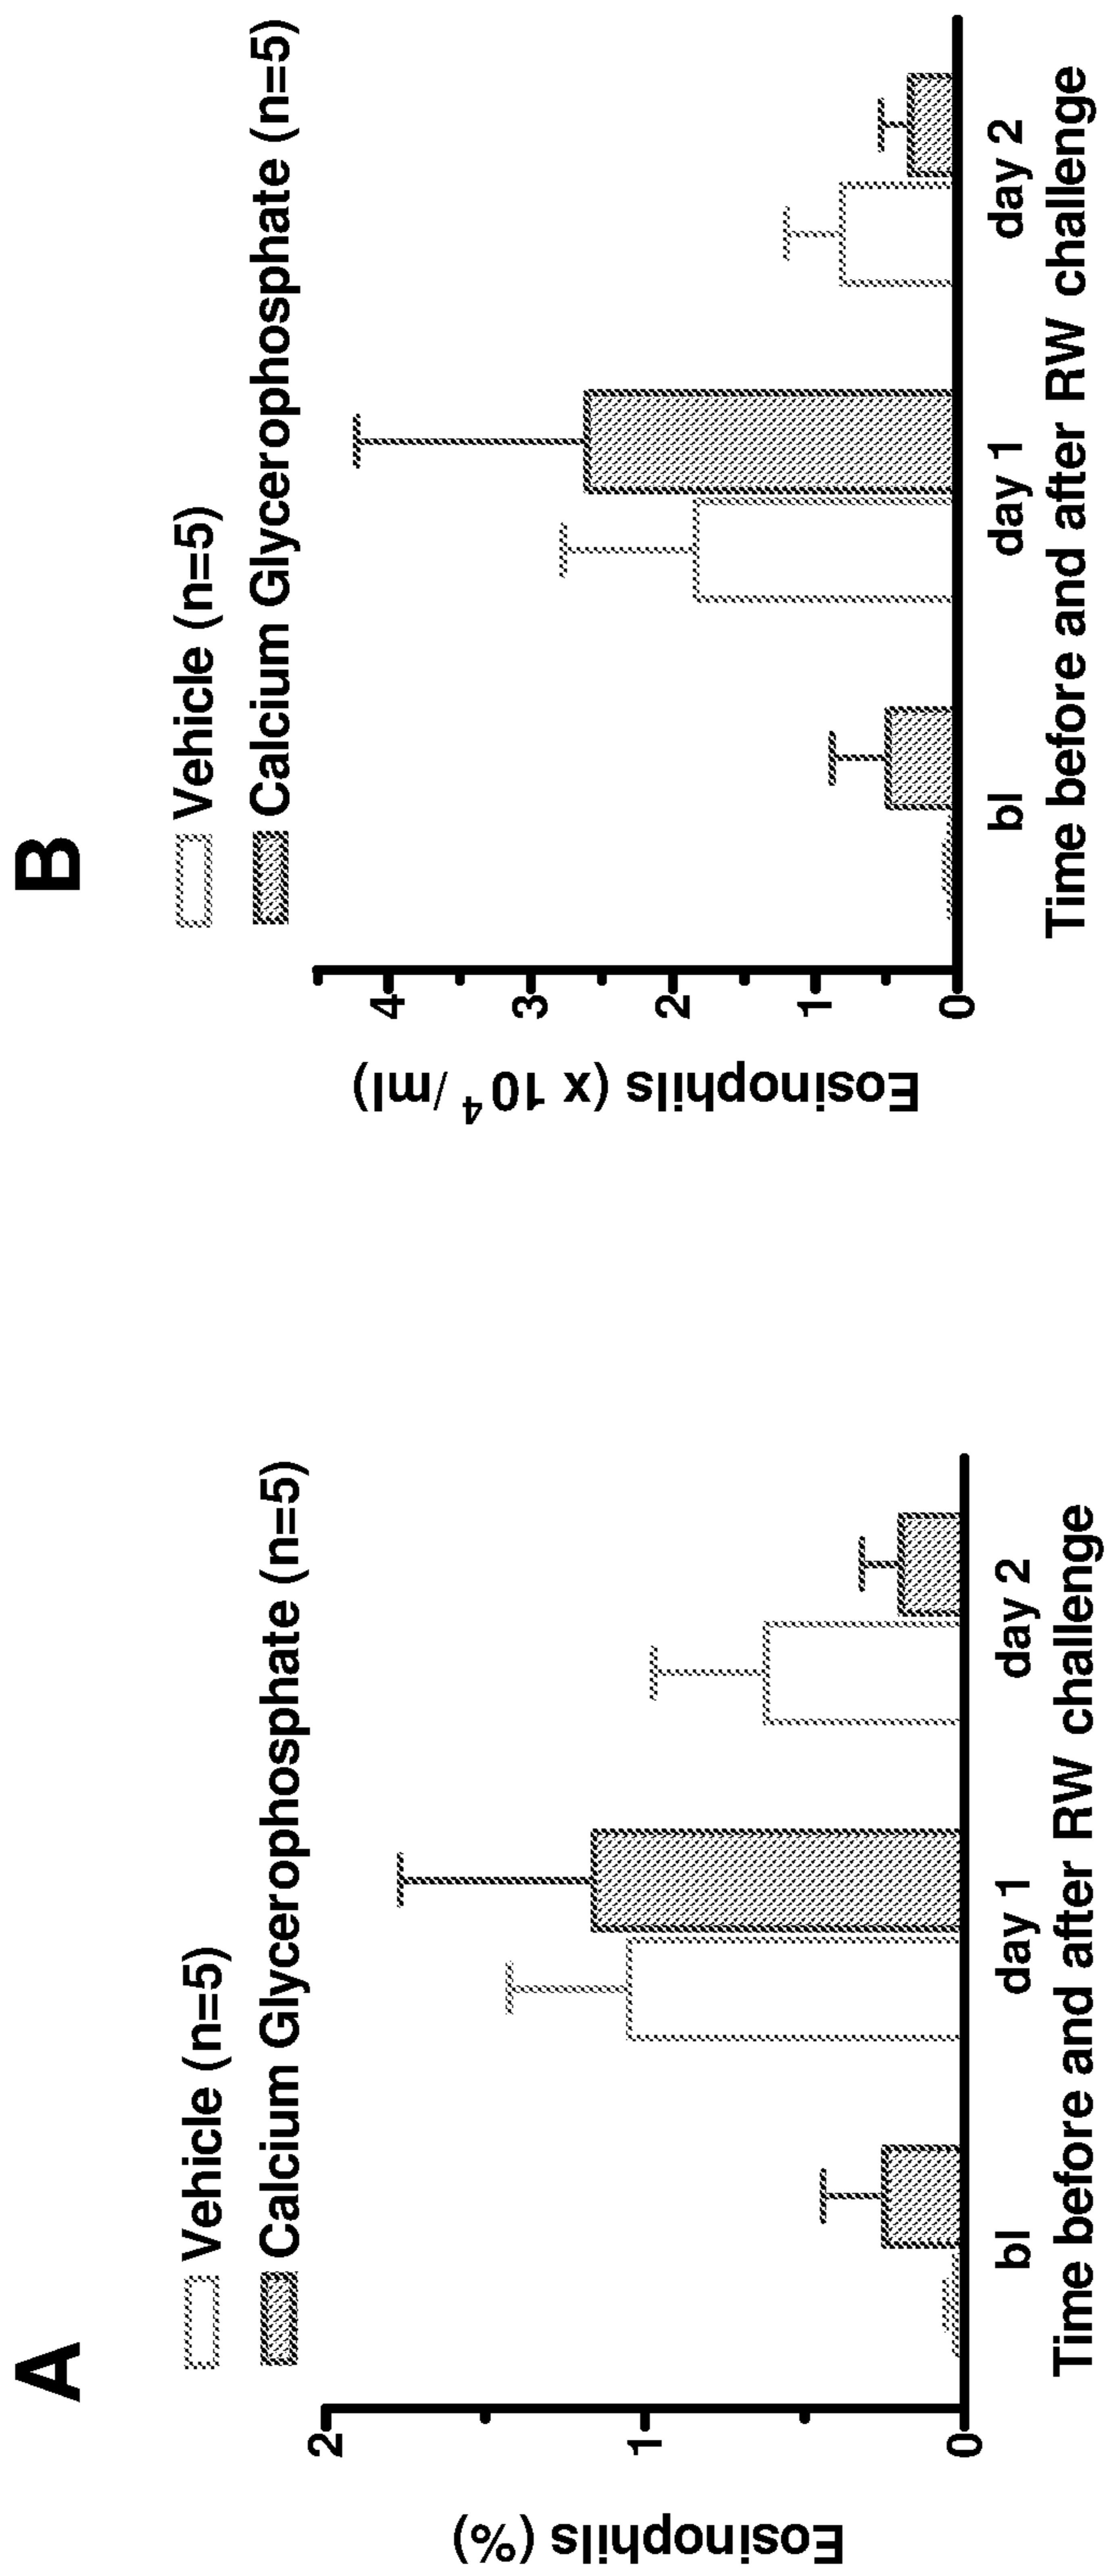 A
Vehicle (n=5)
Calcium Glycerophosphate (n=5)
Eosinophils (%)
2
1
0
bl
day 1
day 2
Time before and after RW challenge
B
Vehicle (n=5)
Calcium Glycerophosphate (n=5)
Eosinophils (x 10⁴/ml)
4
3
2
1
0
bl
day 1
day 2
Time before and after RW challenge